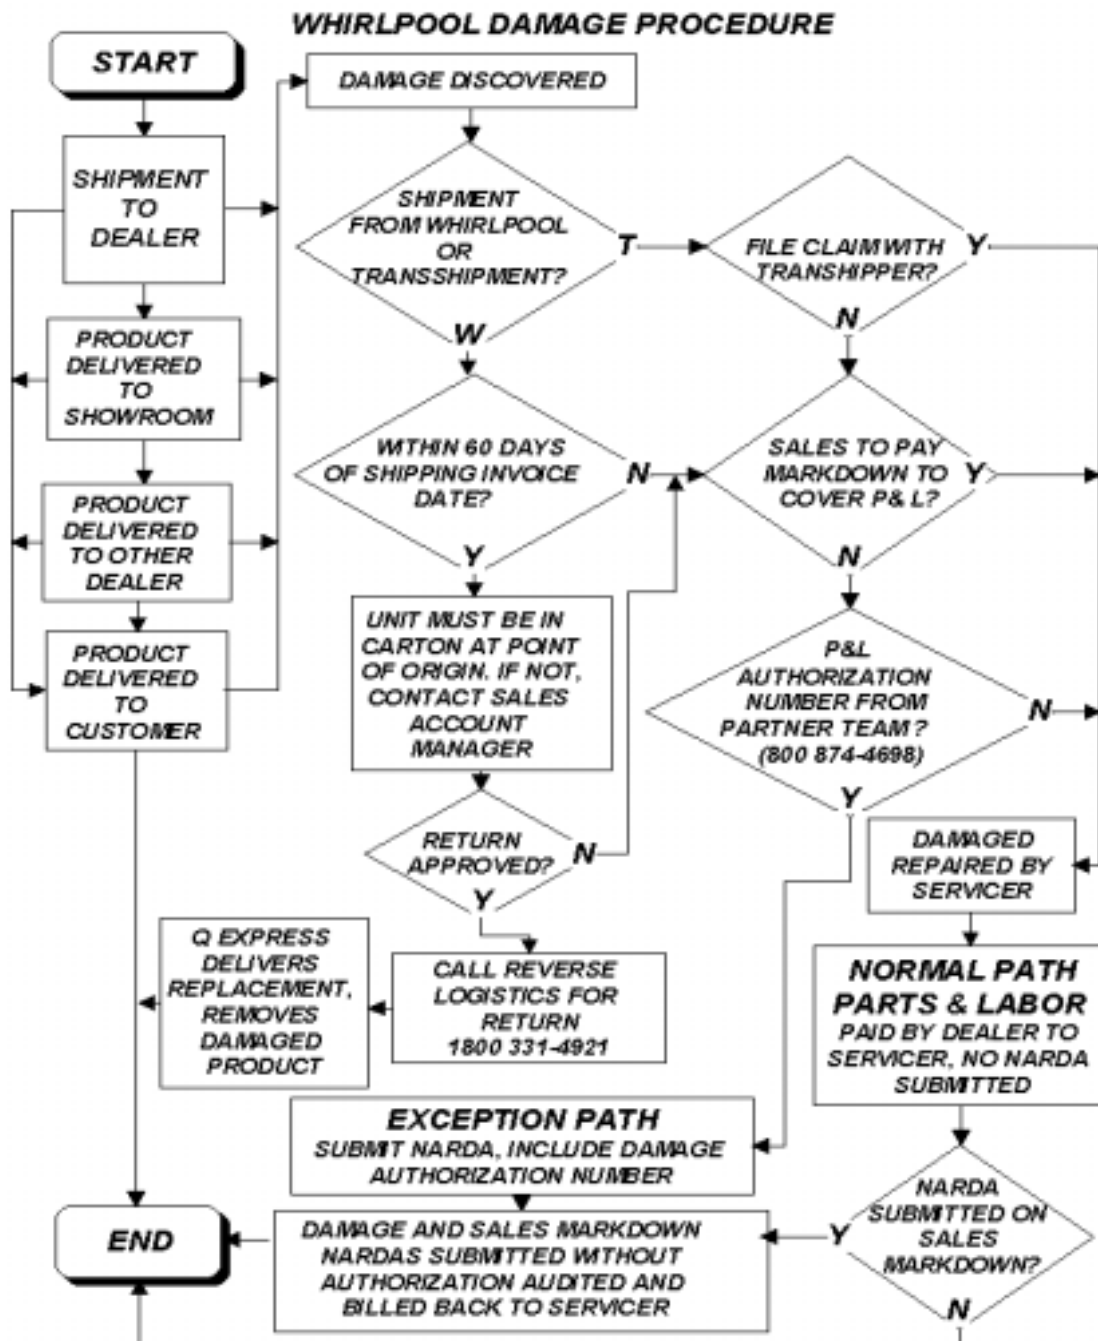 WHIRLPOOL DAMAGE PROCEDURE
START
SHIPMENT
TO
DEALER
PRODUCT
DELIVERED
TO
SHOWROOM
PRODUCT
DELIVERED
TO OTHER
DEALER
PRODUCT
DELIVERED
TO
CUSTOMER
DAMAGE DISCOVERED
SHIPMENT
FROM WHIRLPOOL
OR
TRANSSHIPMENT?
T
W
FILE CLAIM WITH
TRANSHIPPER?
Y
N
WITHIN 60 DAYS
OF SHIPPING INVOICE
DATE?
N
Y
SALES TO PAY
MARKDOWN TO
COVER P& L?
Y
N
UNIT MUST BE IN
CARTON AT POINT
OF ORIGIN. IF NOT,
CONTACT SALES
ACCOUNT
MANAGER
P&L
AUTHORIZATION
NUMBER FROM
PARTNER TEAM?
(800 874-4698)
N
Y
RETURN
APPROVED?
N
Y
DAMAGED
REPAIRED BY
SERVICER
Q EXPRESS
DELIVERS
REPLACEMENT,
REMOVES
DAMAGED
PRODUCT
CALL REVERSE
LOGISTICS FOR
RETURN
1800 331-4921
NORMAL PATH
PARTS & LABOR
PAID BY DEALER TO
SERVICER, NO NARDA
SUBMITTED
EXCEPTION PATH
SUBMIT NARDA, INCLUDE DAMAGE
AUTHORIZATION NUMBER
NARDA
SUBMITTED ON
SALES
MARKDOWN?
Y
N
DAMAGE AND SALES MARKDOWN
NARDAS SUBMITTED WITHOUT
AUTHORIZATION AUDITED AND
BILLED BACK TO SERVICER
END